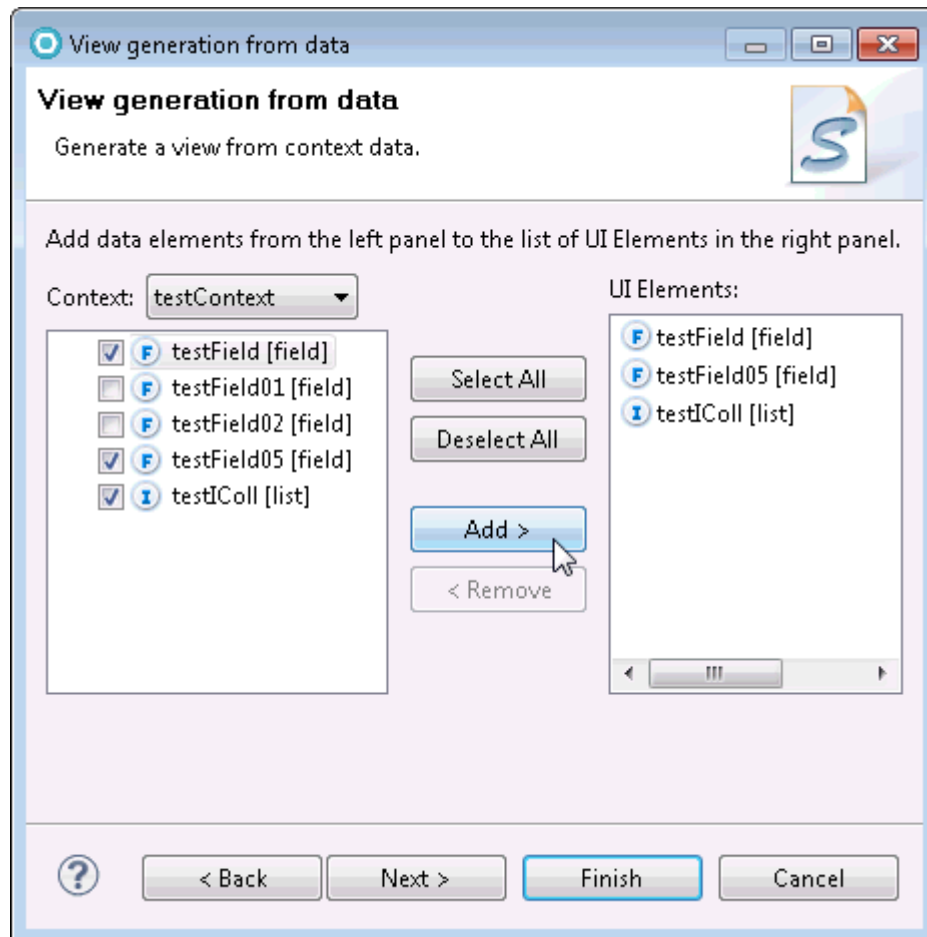 View generation from data
View generation from data
Generate a view from context data.
S
Add data elements from the left panel to the list of UI Elements in the right panel.
Context: testContext
UI Elements:
F testField [field]
F testField01 [field]
F testField02 [field]
F testField05 [field]
I testIColl [list]
Select All
Deselect All
Add >
< Remove
F testField [field]
F testField05 [field]
I testIColl [list]
? < Back Next > Finish Cancel